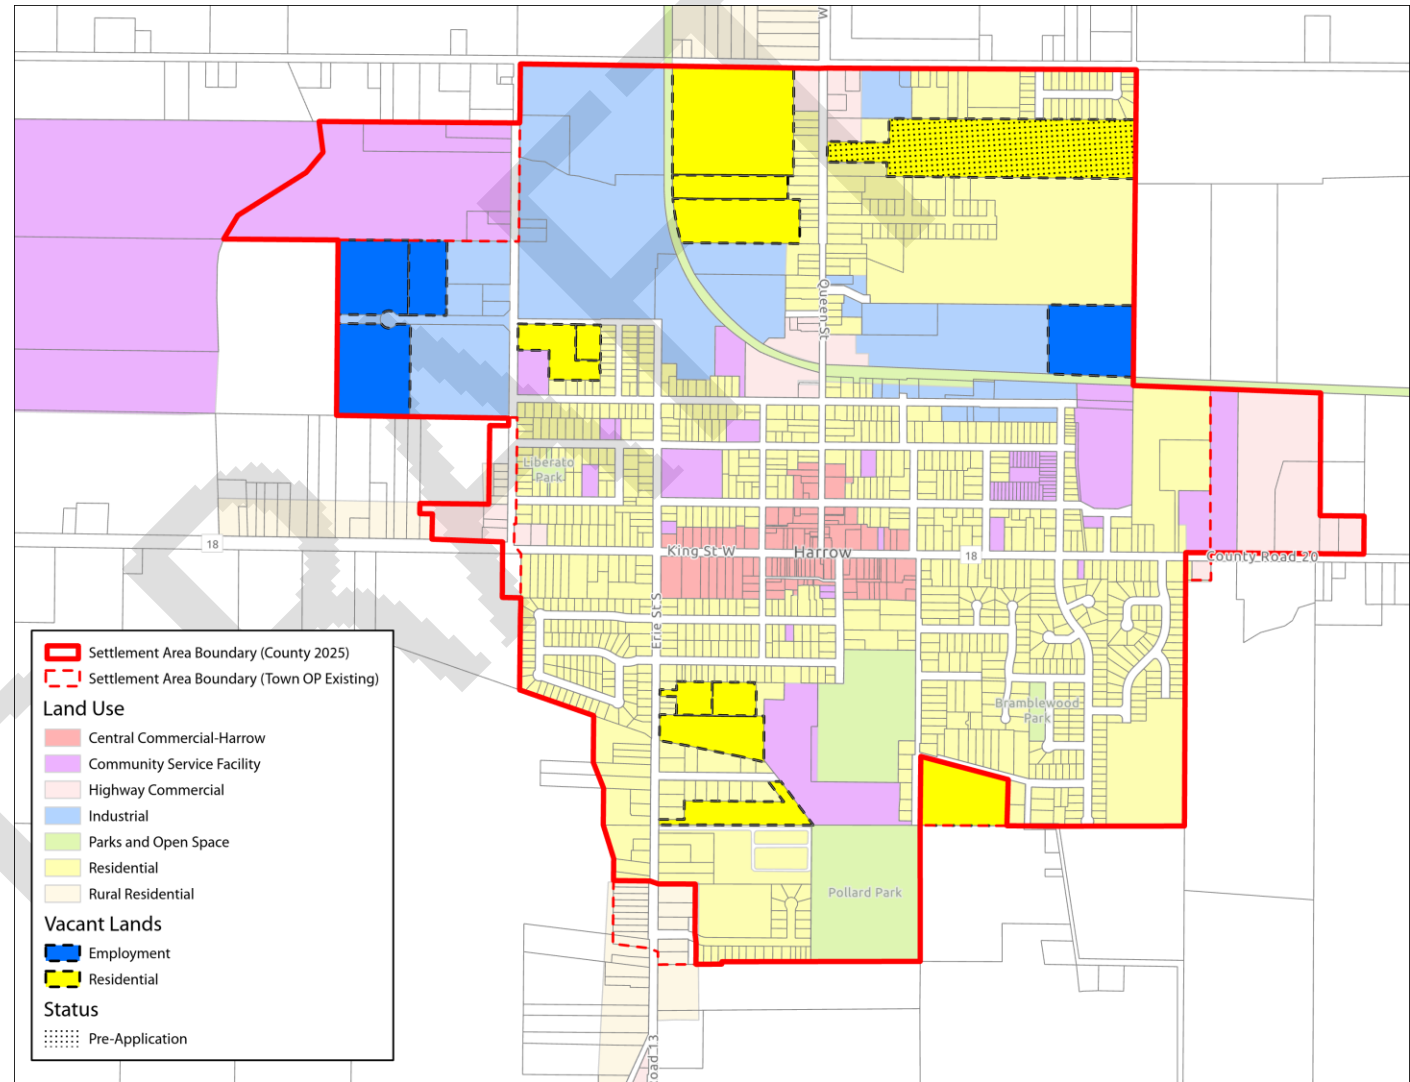 W
Queen St
Liberato
Park
18
King St W
Harrow
18
County Road 20
Erie St S
Bramblewood
Park
Pollard Park
oad 13
Settlement Area Boundary (County 2025)
Settlement Area Boundary (Town OP Existing)
Land Use
Central Commercial-Harrow
Community Service Facility
Highway Commercial
Industrial
Parks and Open Space
Residential
Rural Residential
Vacant Lands
Employment
Residential
Status
Pre-Application
DRAFT